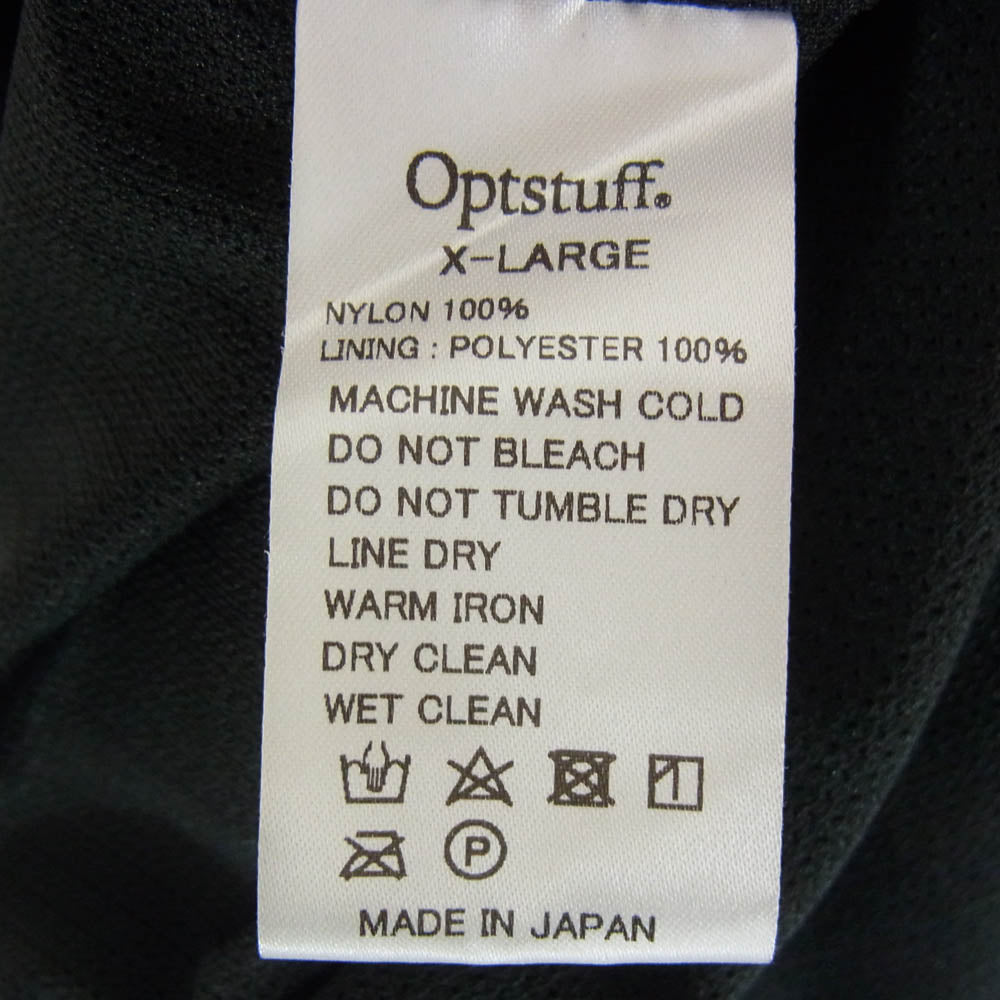 Optstuff®
X-LARGE
NYLON 100%
LINING : POLYESTER 100%
MACHINE WASH COLD
DO NOT BLEACH
DO NOT TUMBLE DRY
LINE DRY
WARM IRON
DRY CLEAN
WET CLEAN
P
MADE IN JAPAN